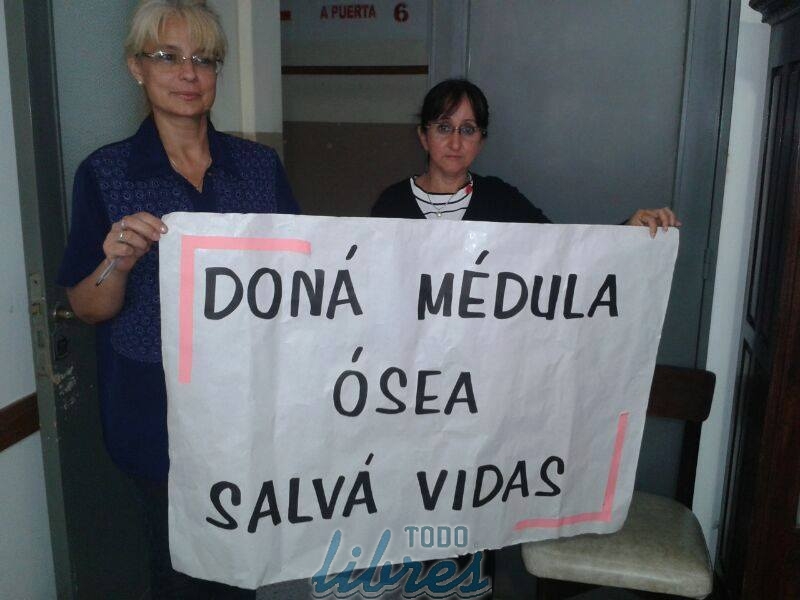 A PUERTA 6
DONÁ MÉDULA
ÓSEA
SALVÁ VIDAS
TODO
libres